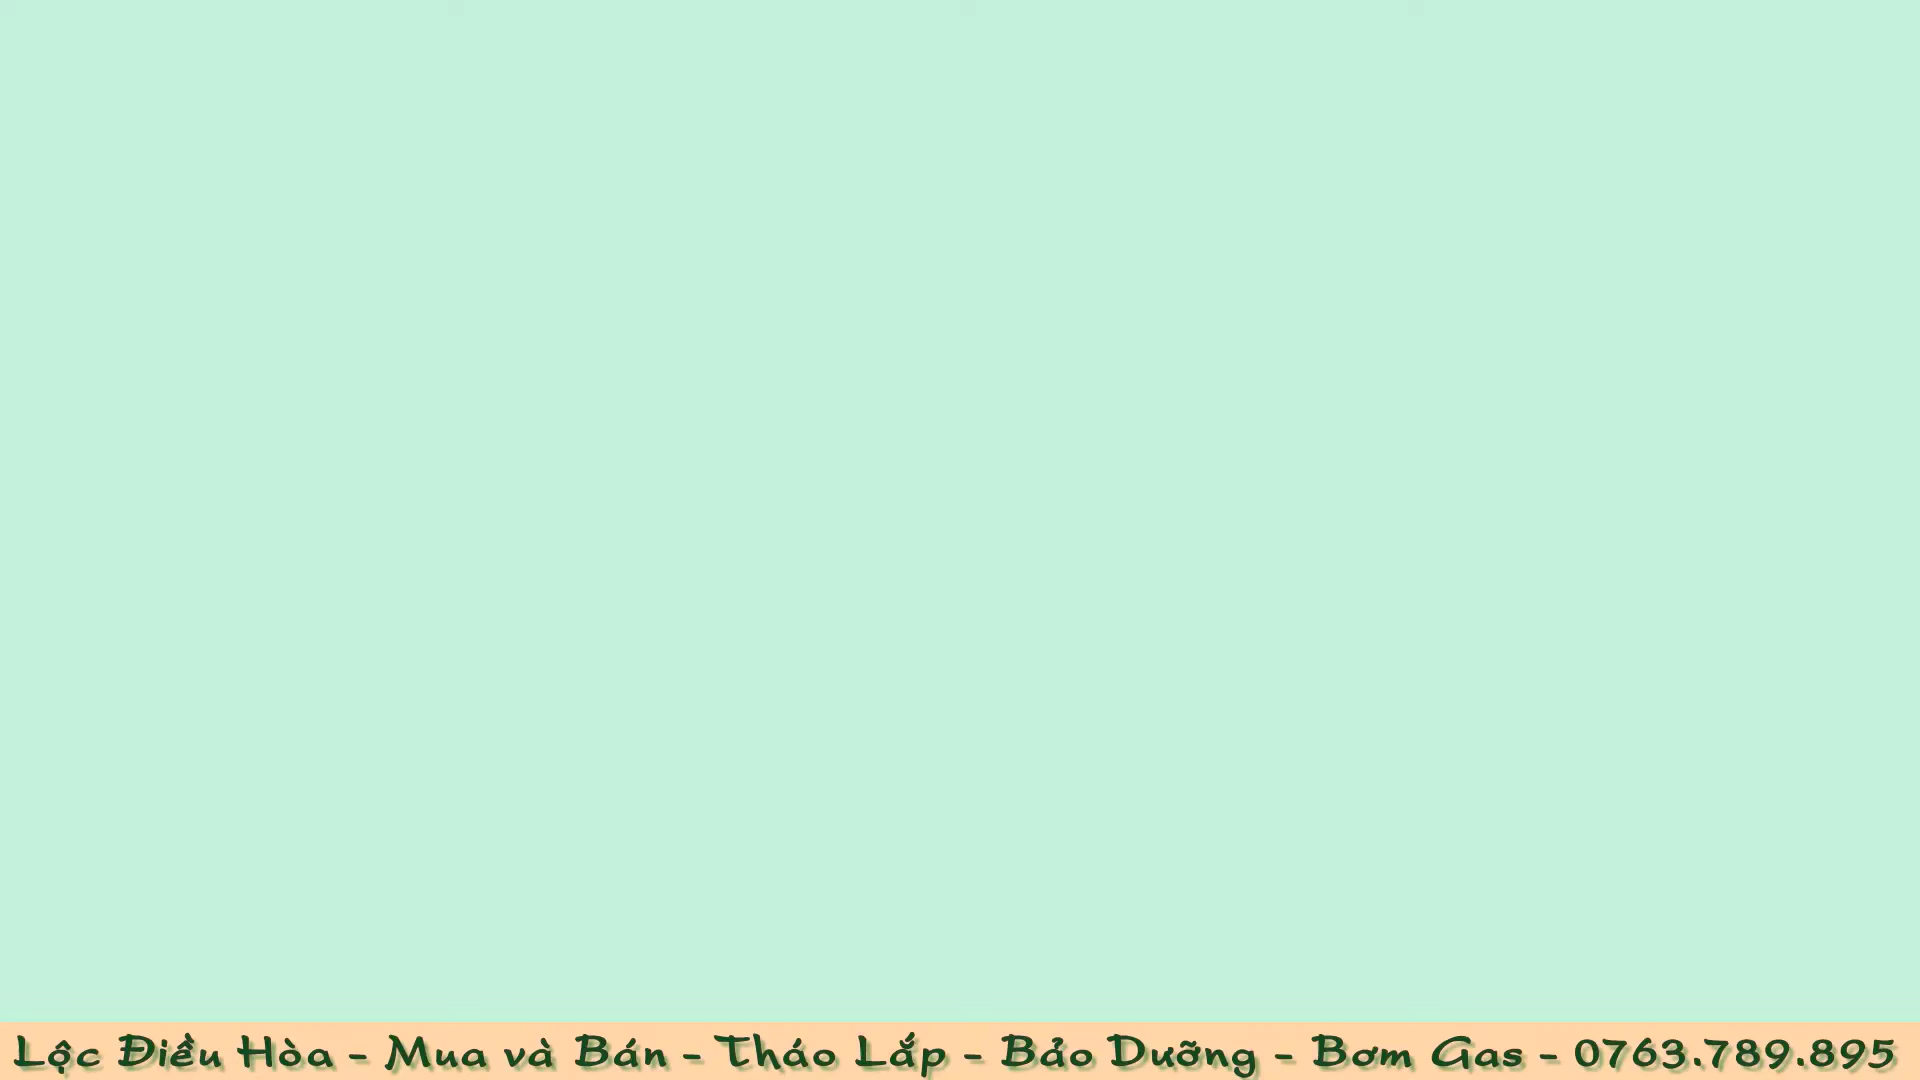 Lộc Điều Hòa - Mua và Bán - Tháo Lắp - Bảo Dưỡng - Bơm Gas - 0763.789.895